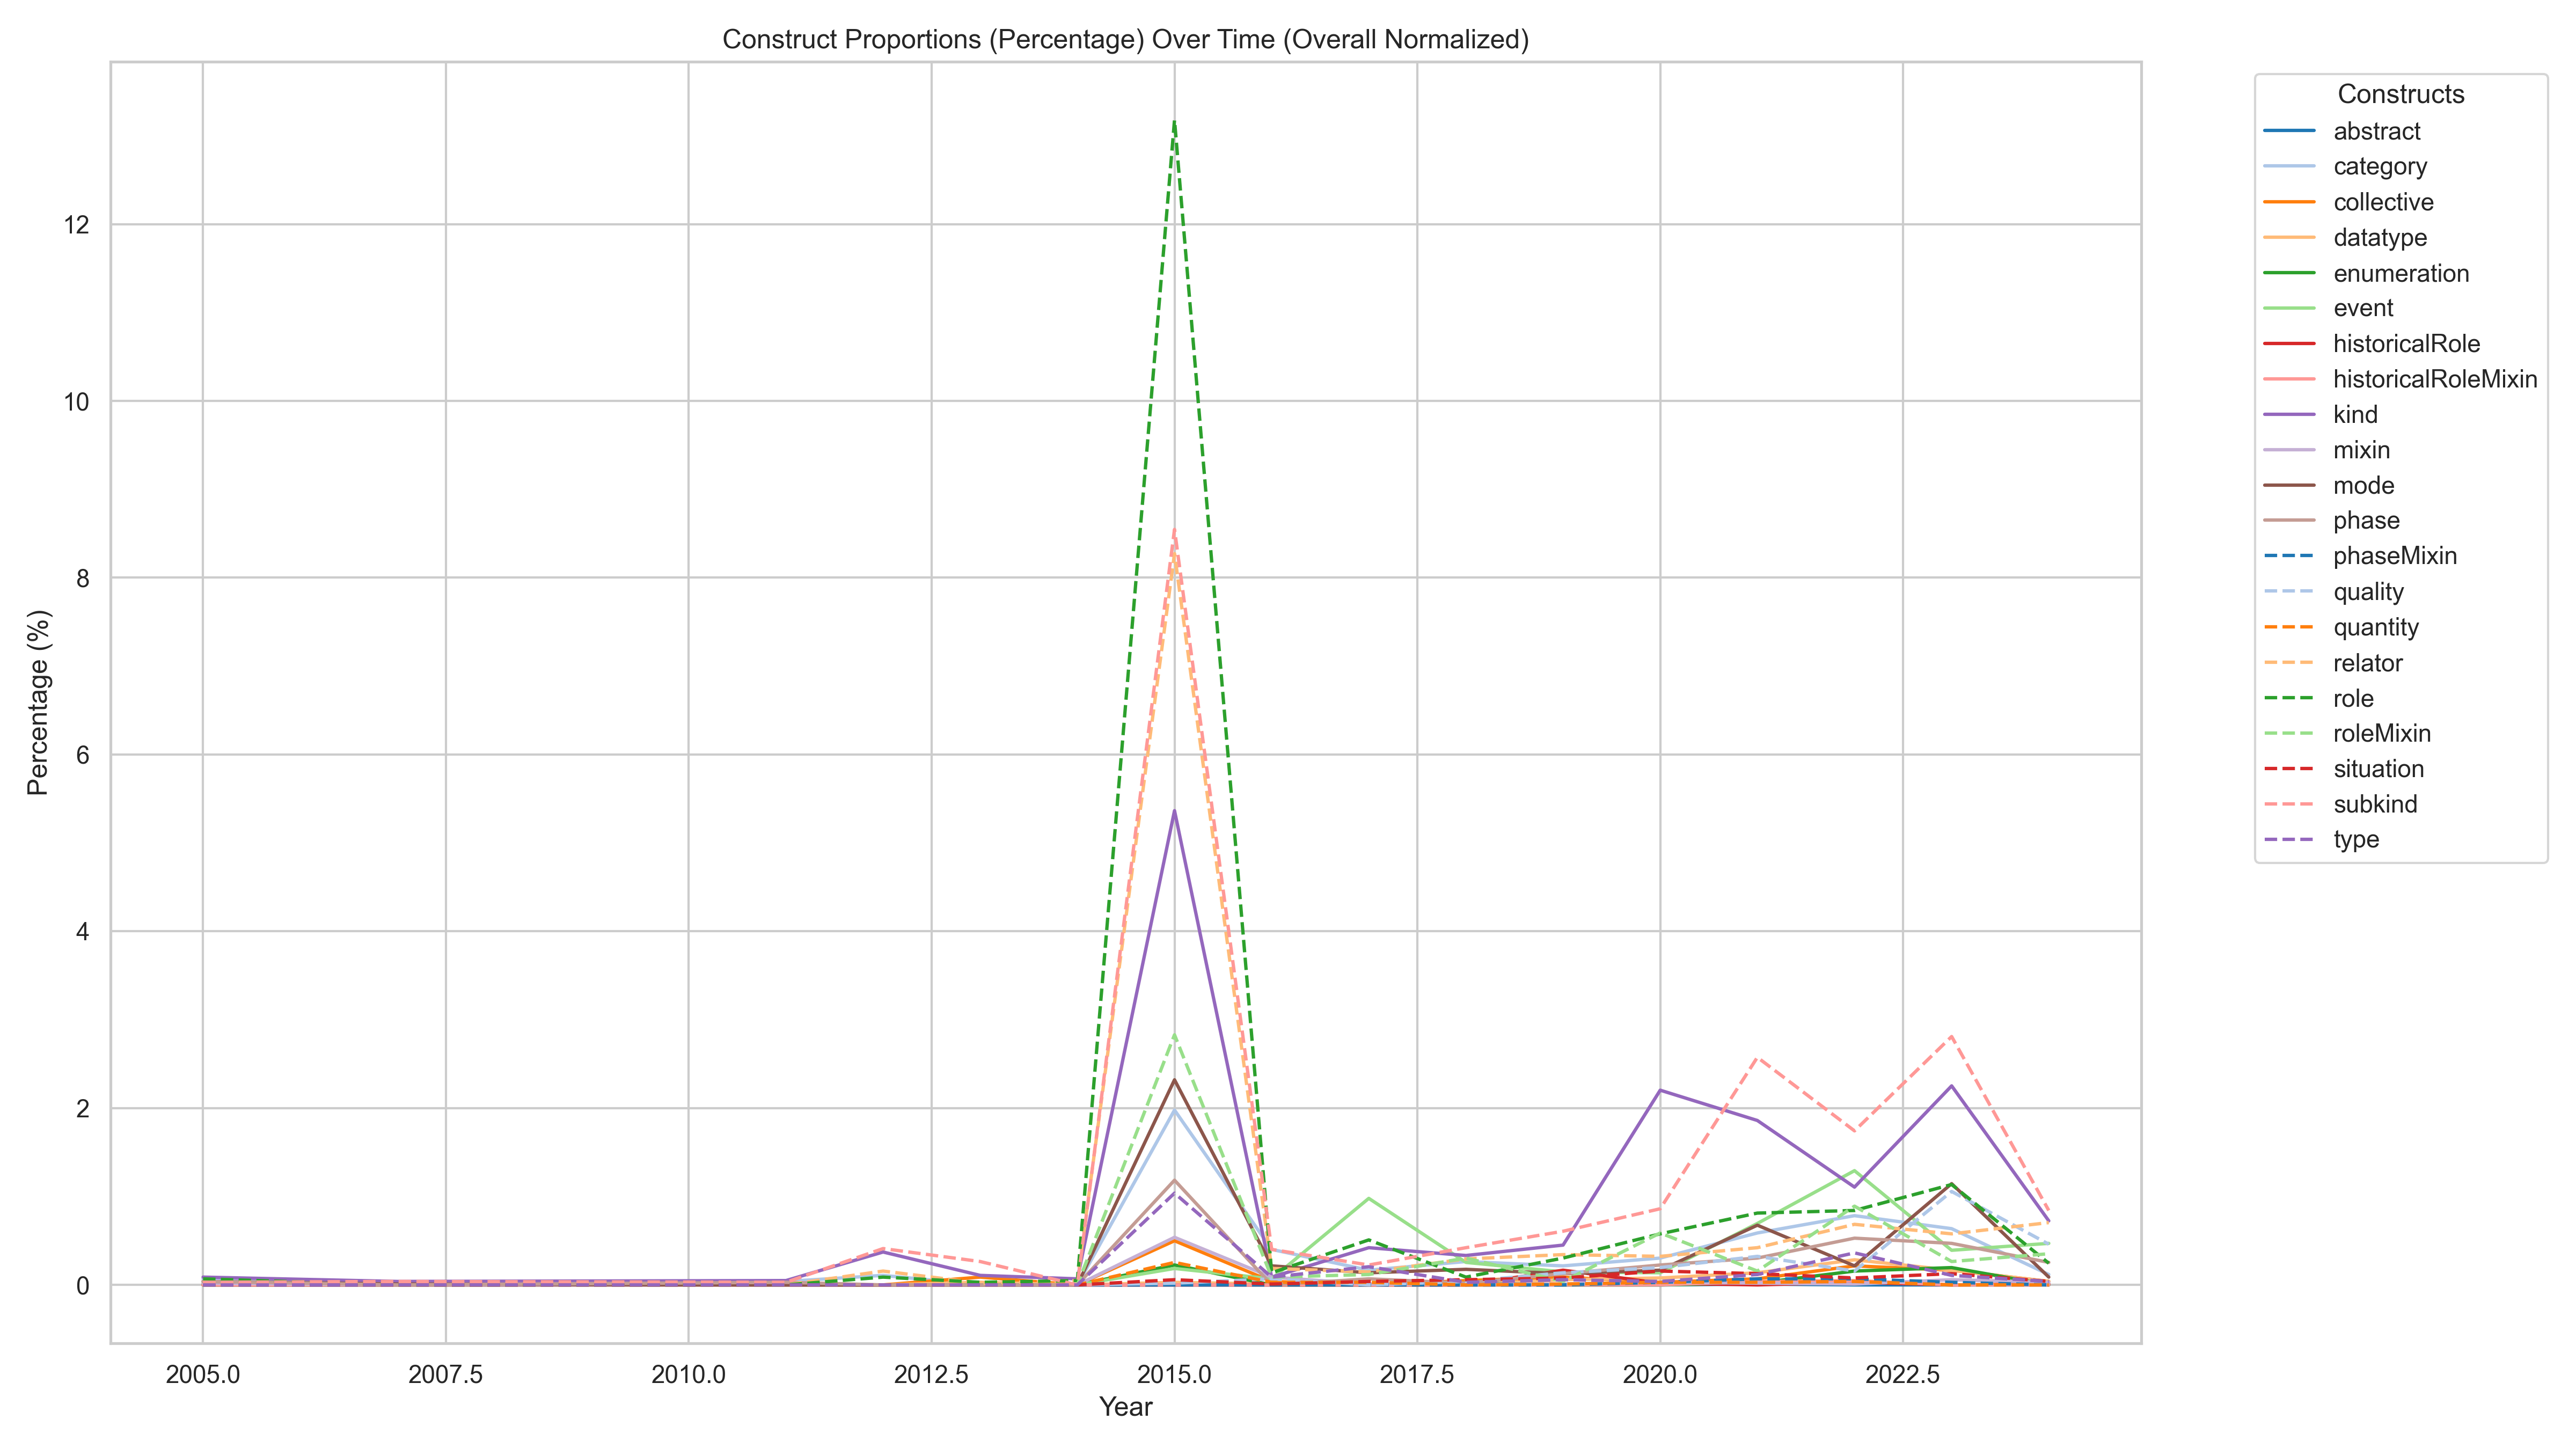 Construct Proportions (Percentage) Over Time (Overall Normalized)
Percentage (%)
12
10
8
6
4
2
0
2005.0
2007.5
2010.0
2012.5
2015.0
2017.5
2020.0
2022.5
Year
Constructs
abstract
category
collective
datatype
enumeration
event
historicalRole
historicalRoleMixin
kind
mixin
mode
phase
phaseMixin
quality
quantity
relator
role
roleMixin
situation
subkind
type